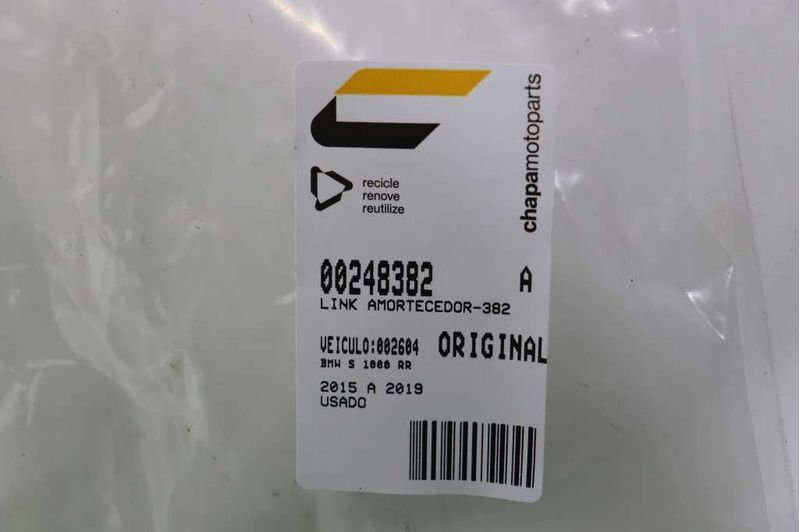 chapamotoparts
recicle
renove
reutilize
00248382 A
LINK AMORTECEDOR-382
VEICULO:002604 ORIGINAL
BMW S 1000 RR
2015 A 2019
USADO